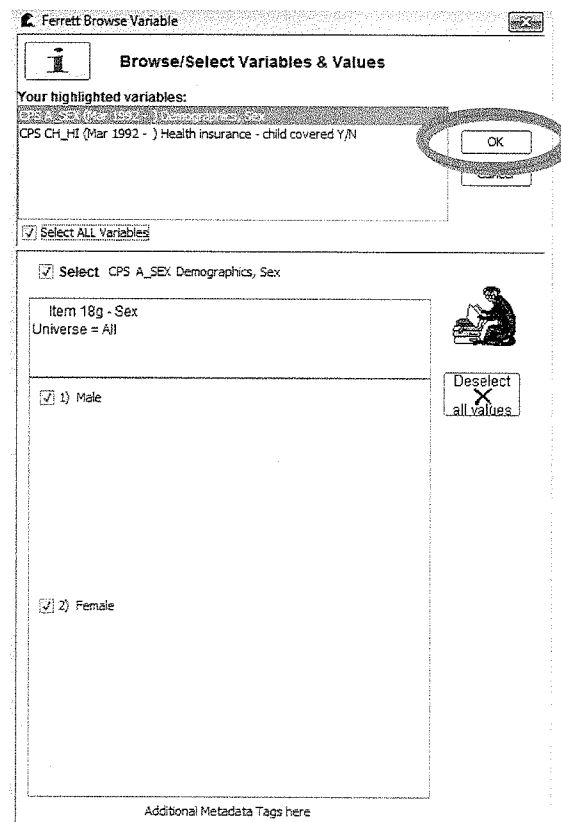 Ferrett Browse Variable
i
Browse/Select Variables & Values
Your highlighted variables:
CPS A_SEX (Mar 1992 - ) Demographics, Sex
CPS CH_HI (Mar 1992 - ) Health insurance - child covered Y/N
OK
Cancel
Select ALL Variables
Select CPS A_SEX Demographics, Sex
Item 18g - Sex
Universe = All
Deselect
X
all values
1) Male
2) Female
Additional Metadata Tags here